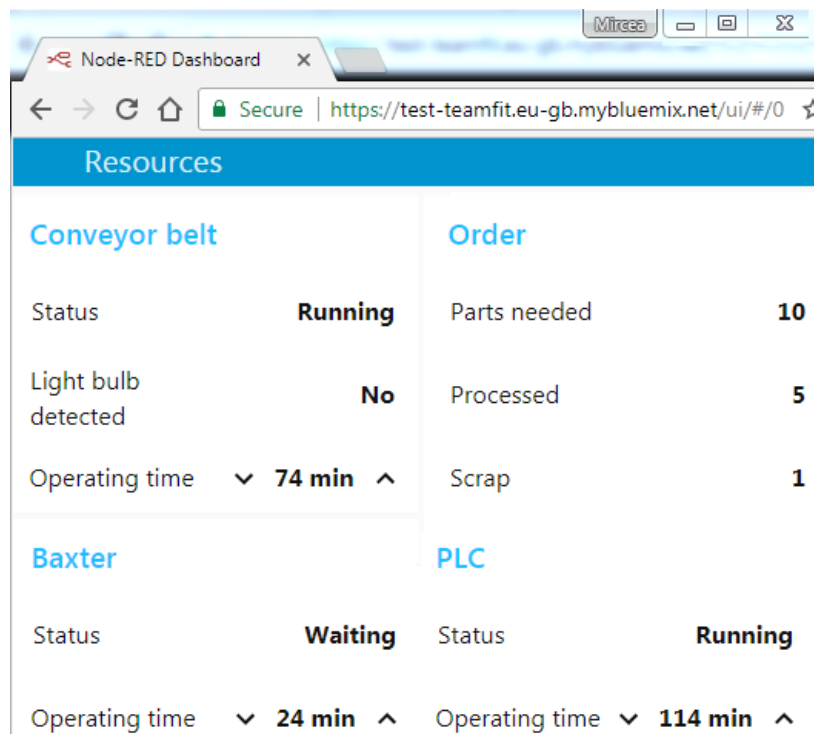 Mircea
Node-RED Dashboard
Secure | https://test-teamfit.eu-gb.mybluemix.net/ui/#/0
Resources
Conveyor belt
Status Running
Light bulb
detected No
Operating time 74 min
Order
Parts needed 10
Processed 5
Scrap 1
Baxter
Status Waiting
Operating time 24 min
PLC
Status Running
Operating time 114 min